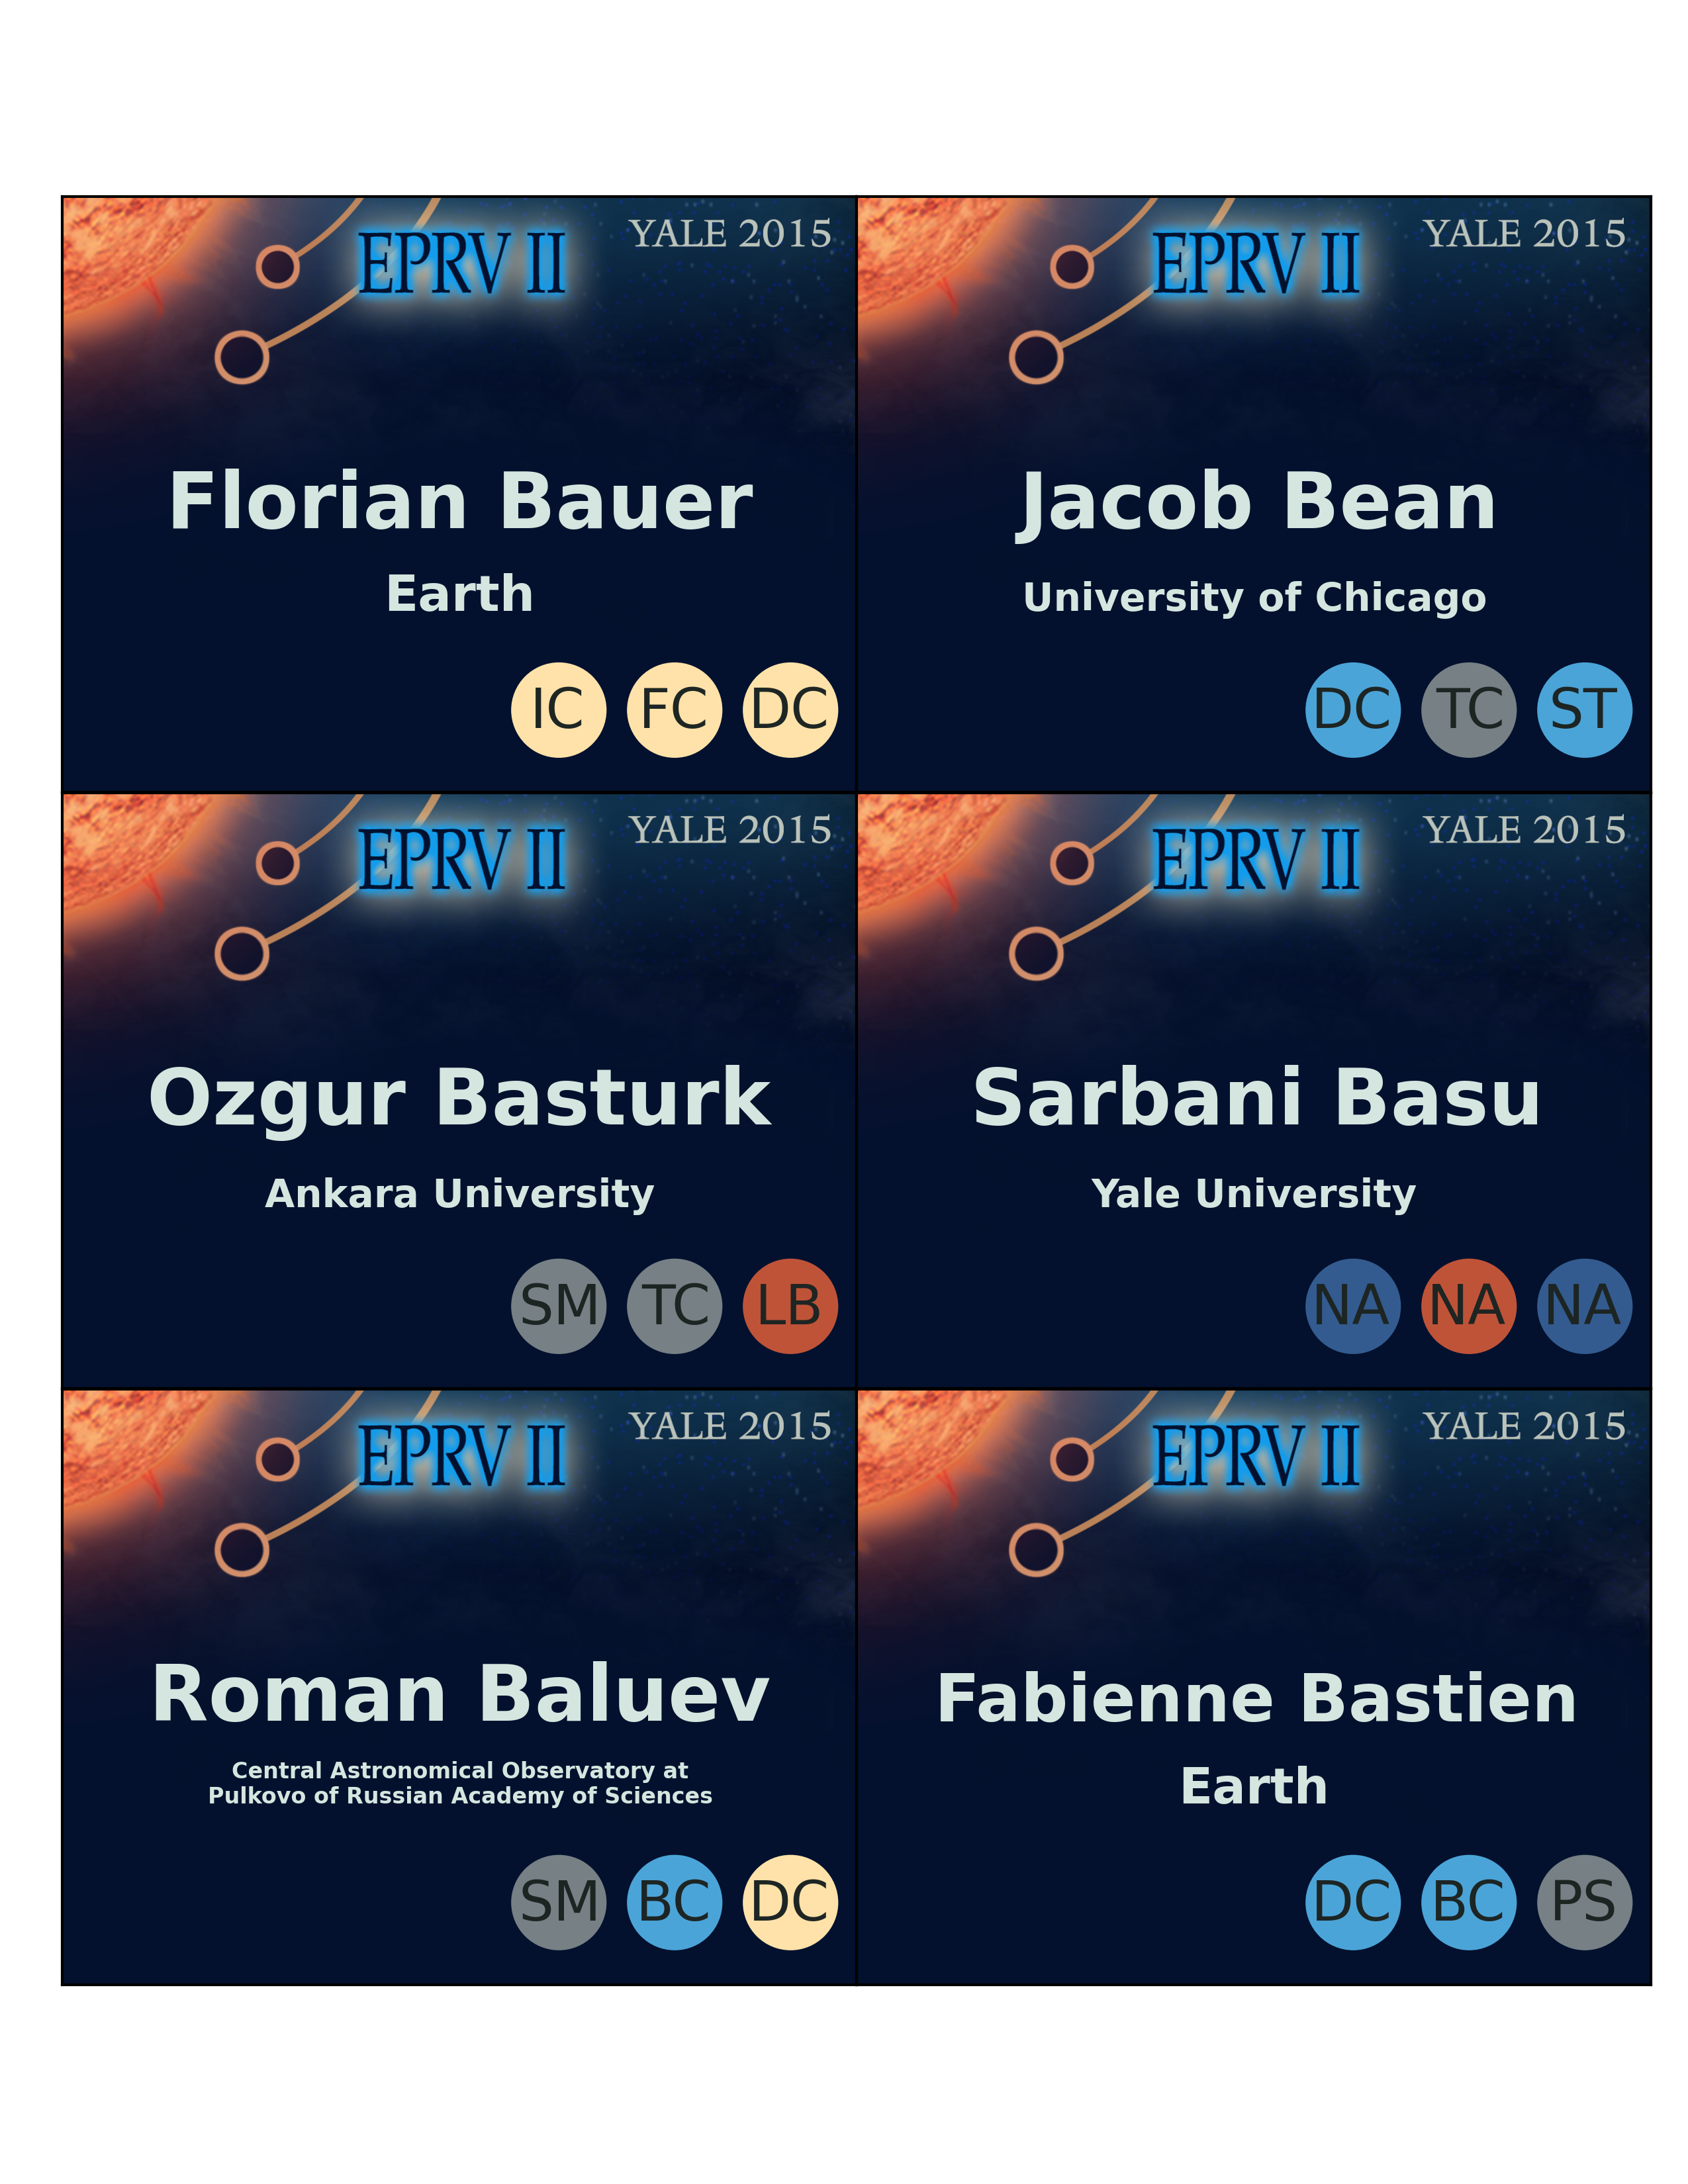 EPRV II
YALE 2015
Florian Bauer
Earth
IC FC DC
EPRV II
YALE 2015
Jacob Bean
University of Chicago
DC TC ST
EPRV II
YALE 2015
Ozgur Basturk
Ankara University
SM TC LB
EPRV II
YALE 2015
Sarbani Basu
Yale University
NA NA NA
EPRV II
YALE 2015
Roman Baluev
Central Astronomical Observatory at
Pulkovo of Russian Academy of Sciences
SM BC DC
EPRV II
YALE 2015
Fabienne Bastien
Earth
DC BC PS